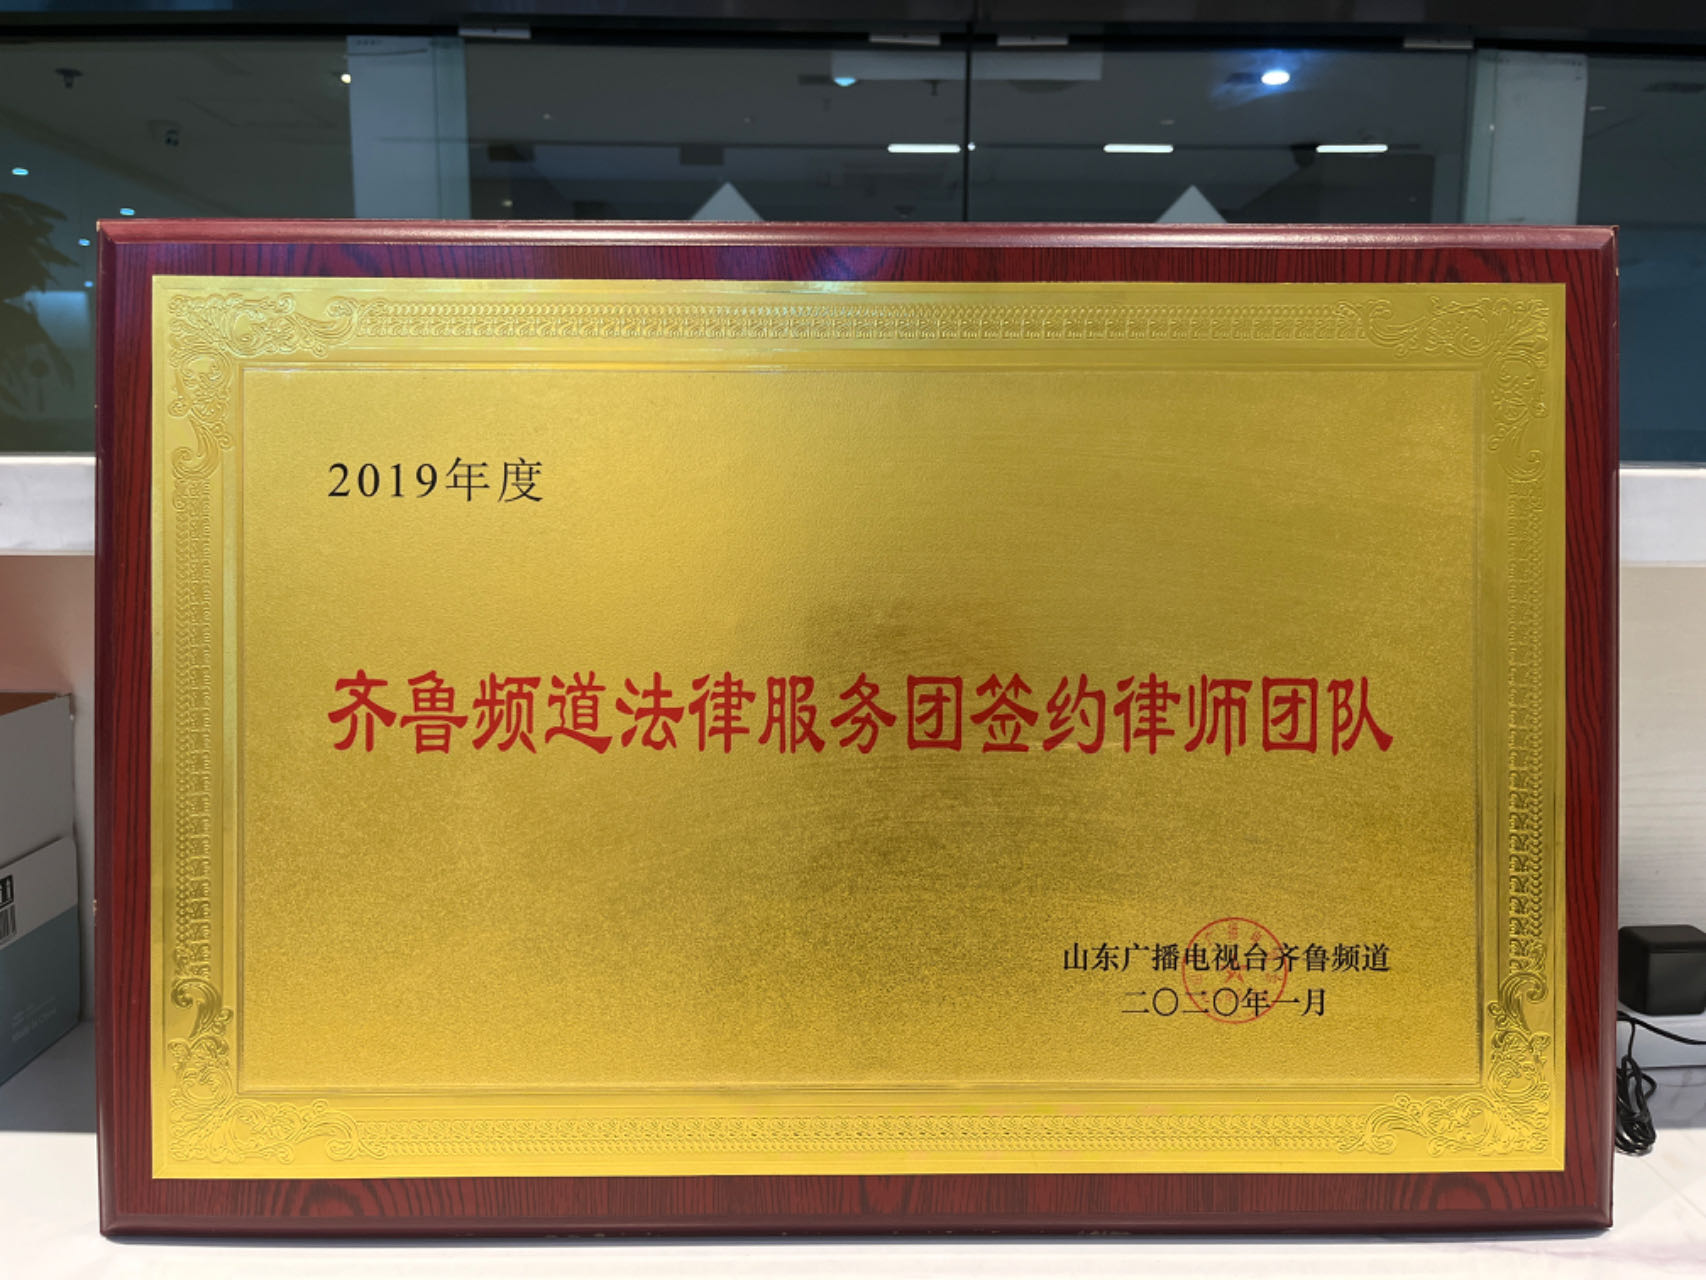 2019年度
齐鲁频道法律服务团签约律师团队
山东广播电视台齐鲁频道
二〇二〇年一月